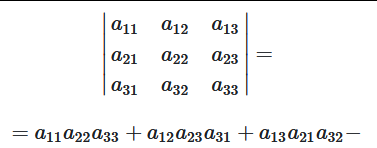 | a₁₁ a₁₂ a₁₃ |
| a₂₁ a₂₂ a₂₃ | =
| a₃₁ a₃₂ a₃₃ |
= a₁₁a₂₂a₃₃ + a₁₂a₂₃a₃₁ + a₁₃a₂₁a₃₂−